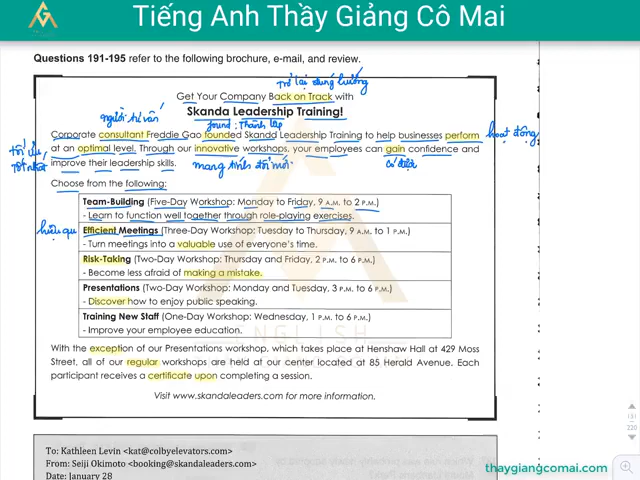 Tiếng Anh Thầy Giảng Cô Mai
Questions 191-195 refer to the following brochure, e-mail, and review.
trở lại đúng hướng
Get Your Company Back on Track with
Skanda Leadership Training!
người tư vấn
found: thành lập
Corporate consultant Freddie Gao founded Skandd Leadership Training to help businesses perform hoạt động
at an optimal level. Through our innovative workshops, your employees can gain confidence and
tối ưu
tốt nhất
improve their leadership skills.
mang tính đổi mới
có được
Choose from the following:
Team-Building (Five-Day Workshop: Monday to Friday, 9 A.M. to 2 P.M.)
- Learn to function well together through role-playing exercises.
hiệu quả
Efficient Meetings (Three-Day Workshop: Tuesday to Thursday, 9 A.M. to 1 P.M.)
- Turn meetings into a valuable use of everyone's time.
Risk-Taking (Two-Day Workshop: Thursday and Friday, 2 P.M. to 6 P.M.)
- Become less afraid of making a mistake.
Presentations (Two-Day Workshop: Monday and Tuesday, 3 P.M. to 6 P.M.)
- Discover how to enjoy public speaking.
Training New Staff (One-Day Workshop: Wednesday, 1 P.M. to 6 P.M.)
- Improve your employee education.
ENGLISH
With the exception of our Presentations workshop, which takes place at Henshaw Hall at 429 Moss
Street, all of our regular workshops are held at our center located at 85 Herald Avenue. Each
participant receives a certificate upon completing a session.
Visit www.skandaleaders.com for more information.
To: Kathleen Levin <kat@colbyelevators.com>
From: Seiji Okimoto <booking@skandaleaders.com>
Date: January 28
220
thaygiangcomai.com